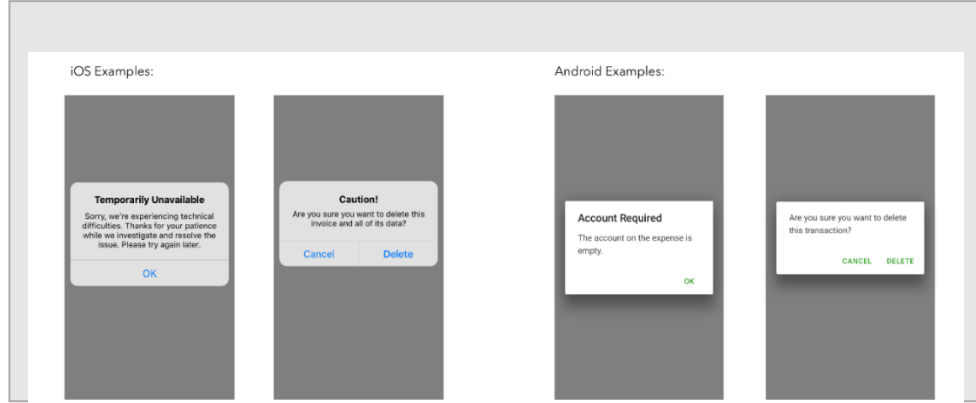 iOS Examples:
Temporarily Unavailable
Sorry, we're experiencing technical
difficulties. Thanks for your patience
while we investigate and resolve the
issue. Please try again later.
OK
Caution!
Are you sure you want to delete this
invoice and all of its data?
Cancel Delete
Android Examples:
Account Required
The account on the expense is
empty.
OK
Are you sure you want to delete
this transaction?
CANCEL DELETE